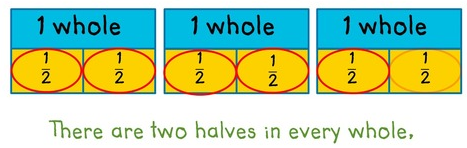 1 whole 1 whole 1 whole
1/2 1/2 1/2 1/2 1/2 1/2
There are two halves in every whole,